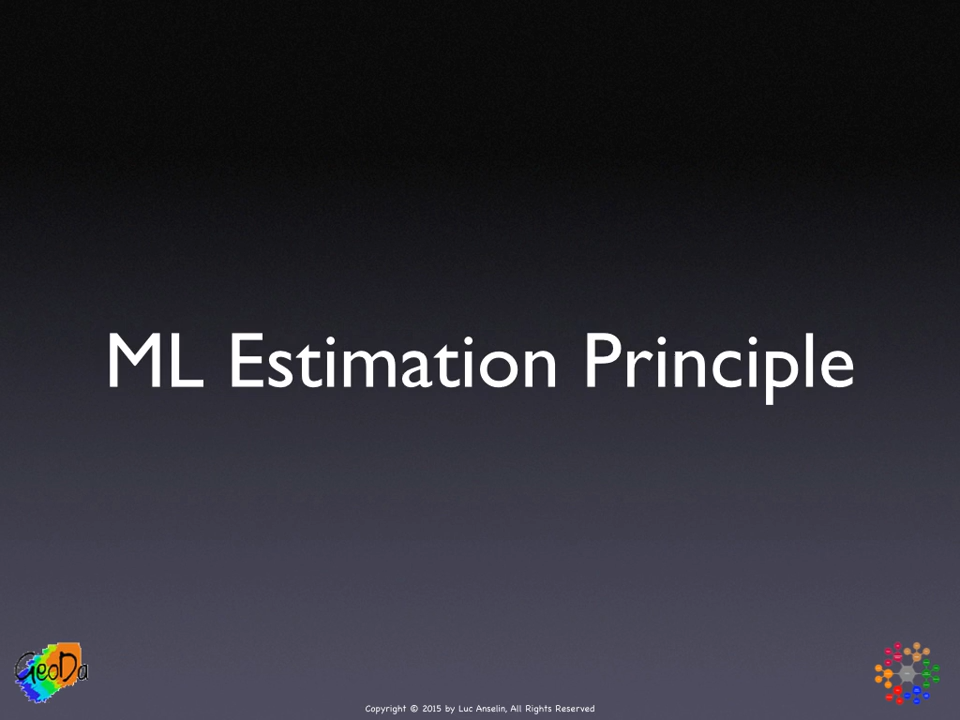 ML Estimation Principle
GeoDa
Copyright © 2015 by Luc Anselin, All Rights Reserved